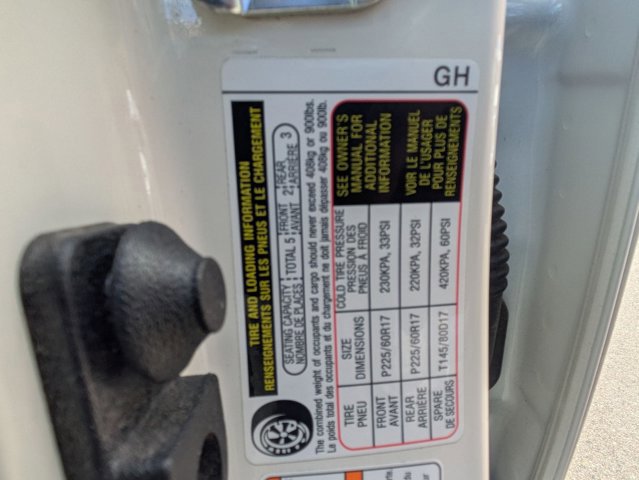 GH
TIRE AND LOADING INFORMATION
RENSEIGNEMENTS SUR LES PNEUS ET LE CHARGEMENT
SEATING CAPACITY TOTAL 5 FRONT 2 REAR 3
NOMBRE DE PLACES AVANT ARRIÈRE
The combined weight of occupants and cargo should never exceed 408kg or 900lbs.
Le poids total des occupants et du chargement ne doit jamais dépasser 408kg ou 900lb.
TIRE SIZE COLD TIRE PRESSURE SEE OWNER'S
PNEU DIMENSIONS PRESSION DES MANUAL FOR
PNEUS À FROID ADDITIONAL
INFORMATION
FRONT P225/60R17 230KPA, 33PSI
AVANT
REAR P225/60R17 220KPA, 32PSI VOIR LE MANUEL
ARRIÈRE DE L'USAGER
SPARE T145/80D17 420KPA, 60PSI POUR PLUS DE
DE SECOURS RENSEIGNEMENTS